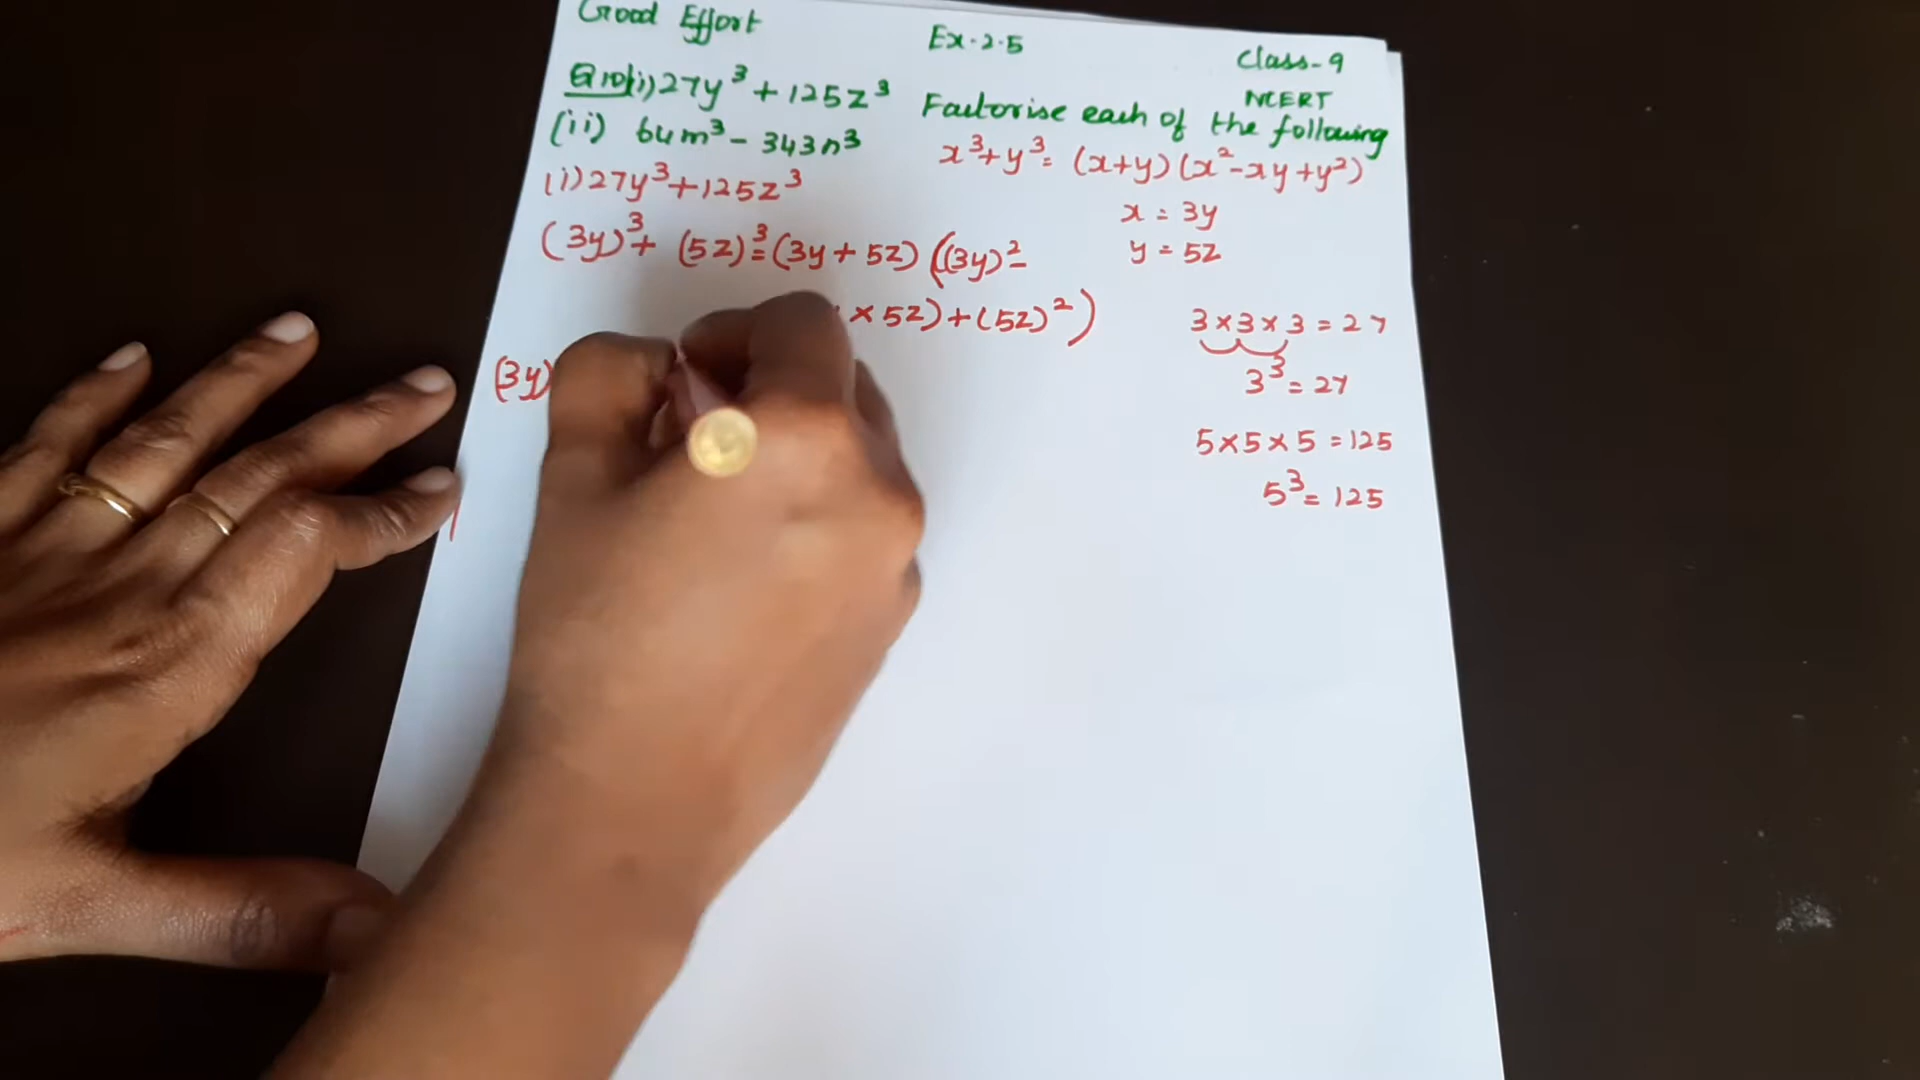 Good Effort
Ex-2.5
Class-9
NCERT
Q10(i) 27y³ + 125z³ Factorise each of the following
(ii) 64m³ - 343n³
x³+y³ = (x+y)(x²-xy+y²)
(i) 27y³+125z³
x = 3y
y = 5z
(3y)³ + (5z)³ = (3y + 5z) ((3y)² -
× 5z) + (5z)²)
(3y)
3×3×3 = 27
3³ = 27
5×5×5 = 125
5³ = 125